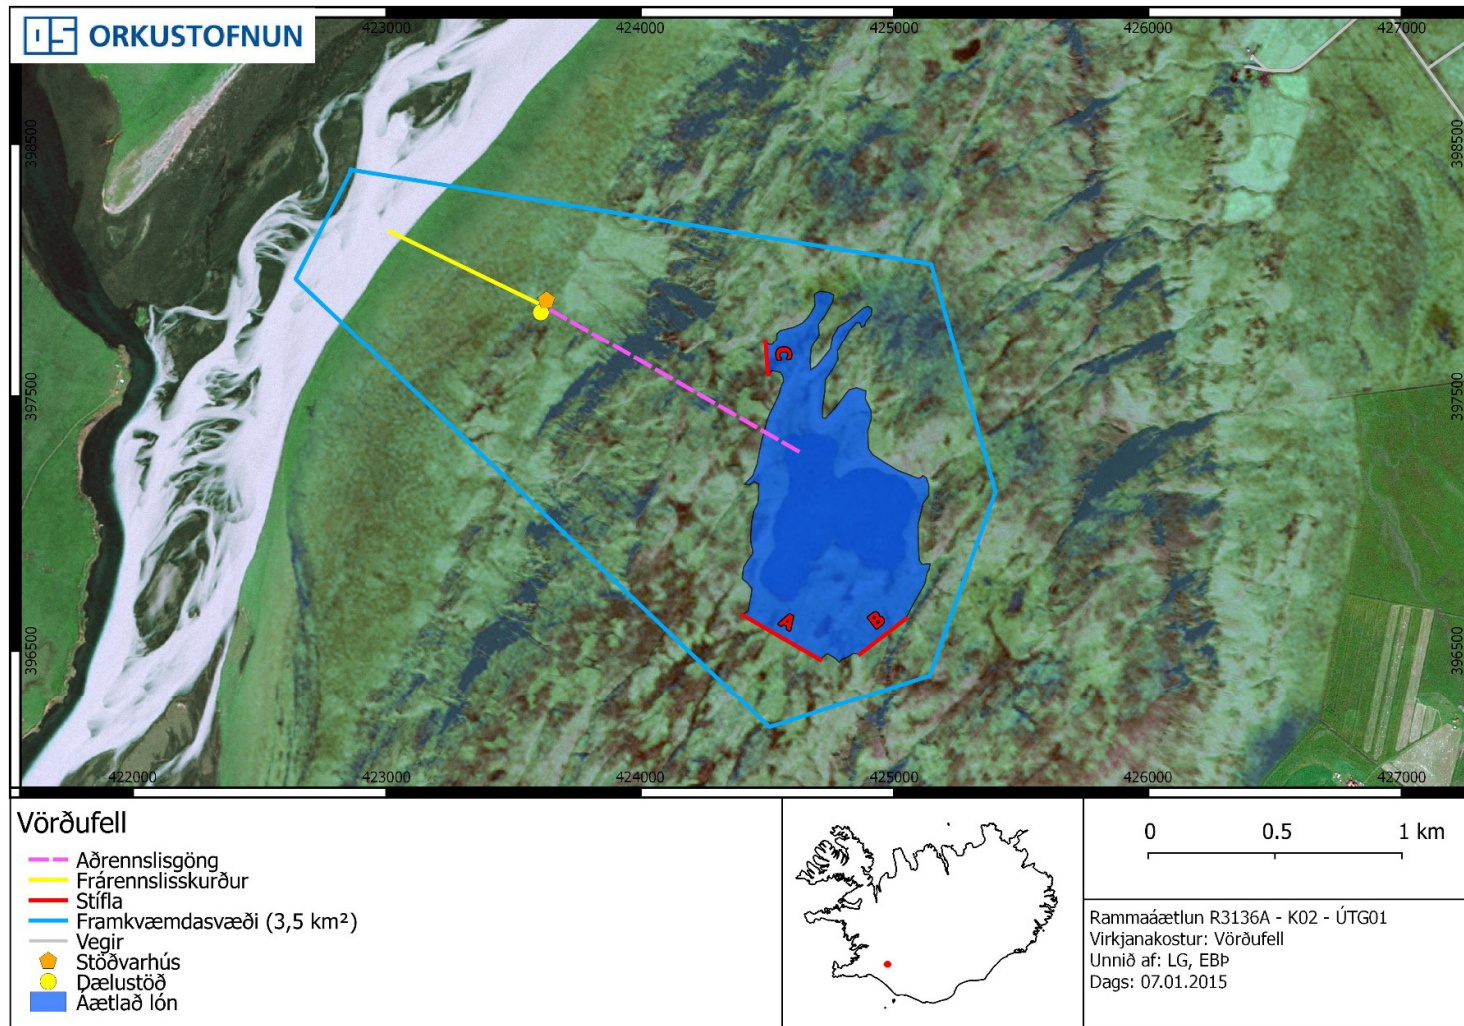 OS ORKUSTOFNUN
423000 424000 425000 426000 427000
398500 398500
397500 397500
396500 396500
C
A B
422000 423000 424000 425000 426000 427000
Vörðufell
Aðrennslisgöng
Frárennslisskurður
Stífla
Framkvæmdasvæði (3,5 km²)
Vegir
Stöðvarhús
Dælustöð
Áætlað lón
0 0.5 1 km
Rammaáætlun R3136A - K02 - ÚTG01
Virkjanakostur: Vörðufell
Unnið af: LG, EBÞ
Dags: 07.01.2015